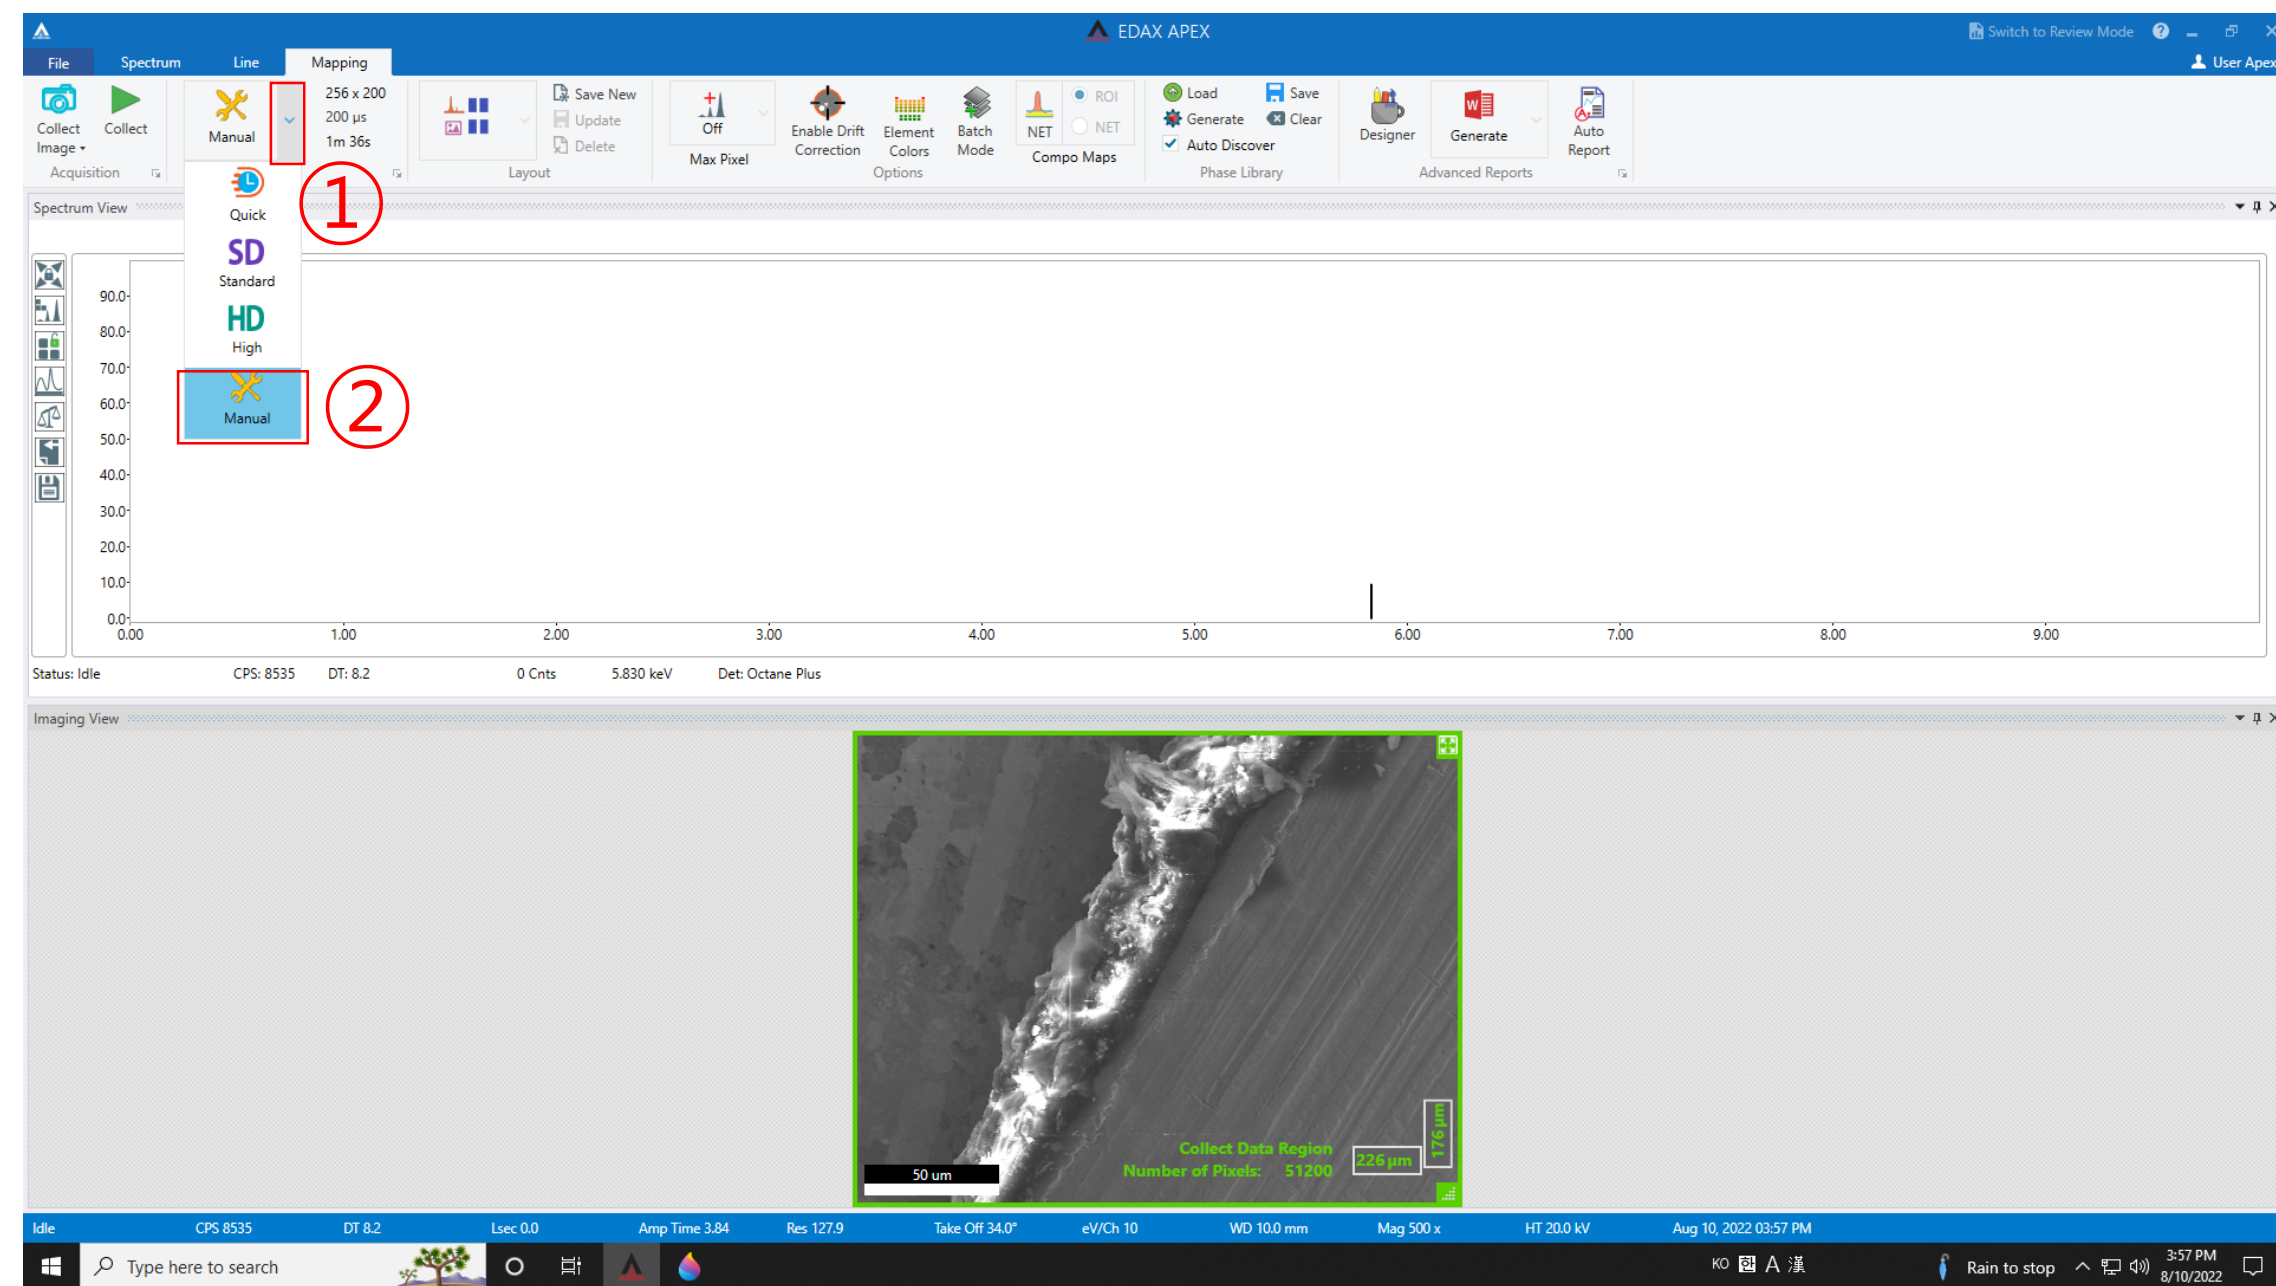 EDAX APEX
Switch to Review Mode
File Spectrum Line Mapping
User Apex
Collect Image
Collect
Manual
256 x 200
200 µs
1m 36s
Save New
Update
Delete
Off
Max Pixel
Enable Drift Correction
Element Colors
Batch Mode
NET
ROI
NET
Compo Maps
Load
Save
Generate
Clear
Auto Discover
Designer
Generate
Auto Report
Acquisition
Layout
Options
Phase Library
Advanced Reports
Spectrum View
Quick
SD
Standard
HD
High
Manual
①
②
90.0
80.0
70.0
60.0
50.0
40.0
30.0
20.0
10.0
0.0
0.00 1.00 2.00 3.00 4.00 5.00 6.00 7.00 8.00 9.00
Status: Idle CPS: 8535 DT: 8.2 0 Cnts 5.830 keV Det: Octane Plus
Imaging View
Collect Data Region
Number of Pixels: 51200
226 µm
176 µm
50 um
Idle CPS 8535 DT 8.2 Lsec 0.0 Amp Time 3.84 Res 127.9 Take Off 34.0° eV/Ch 10 WD 10.0 mm Mag 500 x HT 20.0 kV Aug 10, 2022 03:57 PM
Type here to search
KO A 漢
Rain to stop
3:57 PM
8/10/2022